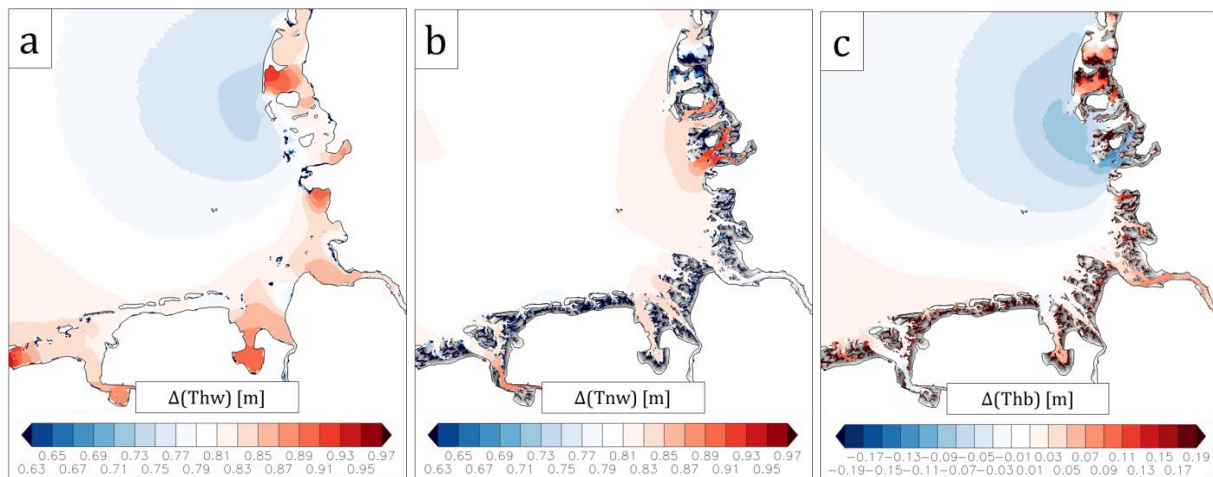 a
b
c
Δ(Thw) [m]
Δ(Tnw) [m]
Δ(Thb) [m]
0.65 0.69 0.73 0.77 0.81 0.85 0.89 0.93 0.97
0.63 0.67 0.71 0.75 0.79 0.83 0.87 0.91 0.95
0.65 0.69 0.73 0.77 0.81 0.85 0.89 0.93 0.97
0.63 0.67 0.71 0.75 0.79 0.83 0.87 0.91 0.95
−0.17 −0.13 −0.09 −0.05 −0.01 0.03 0.07 0.11 0.15 0.19
−0.19 −0.15 −0.11 −0.07 −0.03 0.01 0.05 0.09 0.13 0.17